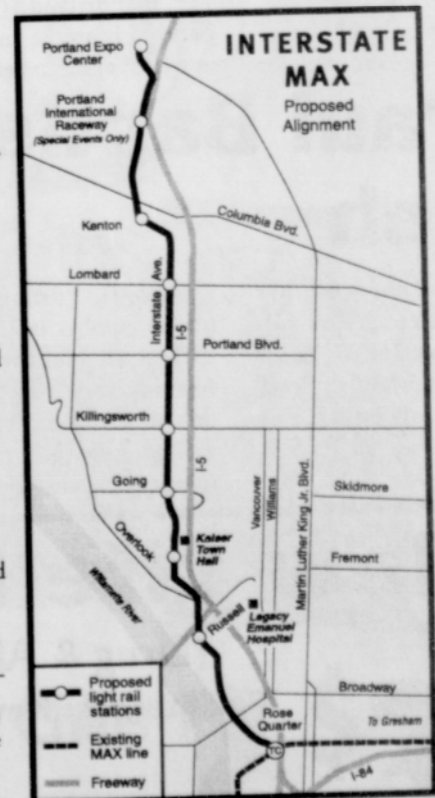 INTERSTATE
MAX
Proposed
Alignment
Portland Expo
Center
Portland
International
Raceway
(Special Events Only)
Columbia Bvd.
Kenton
Lombard
Interstate Ave.
I-5
Portland Blvd.
Killingsworth
I-5
Going
Vancouver
Williams
Martin Luther King Jr. Blvd.
Skidmore
Overlook
Kaiser
Town
Hall
Fremont
Willamette River
Russell
Legacy
Emanuel
Hospital
Broadway
Rose
Quarter
To Gresham
TC
I-84
Proposed
light rail
stations
Existing
MAX line
Freeway